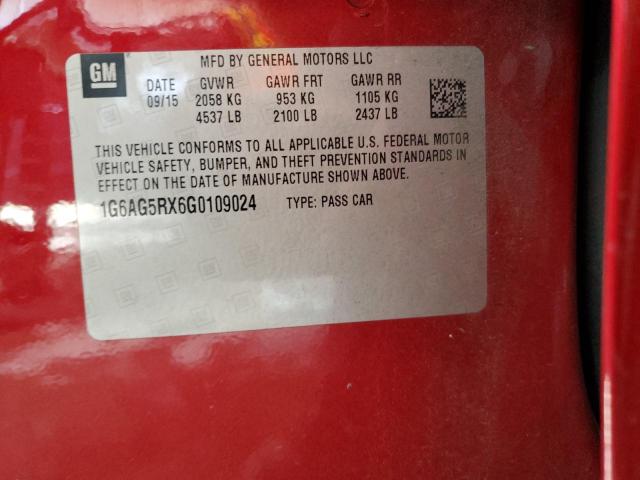 GM
MFD BY GENERAL MOTORS LLC
DATE GVWR GAWR FRT GAWR RR
09/15 2058 KG 953 KG 1105 KG
4537 LB 2100 LB 2437 LB
THIS VEHICLE CONFORMS TO ALL APPLICABLE U.S. FEDERAL MOTOR
VEHICLE SAFETY, BUMPER, AND THEFT PREVENTION STANDARDS IN
EFFECT ON THE DATE OF MANUFACTURE SHOWN ABOVE.
1G6AG5RX6G0109024 TYPE: PASS CAR